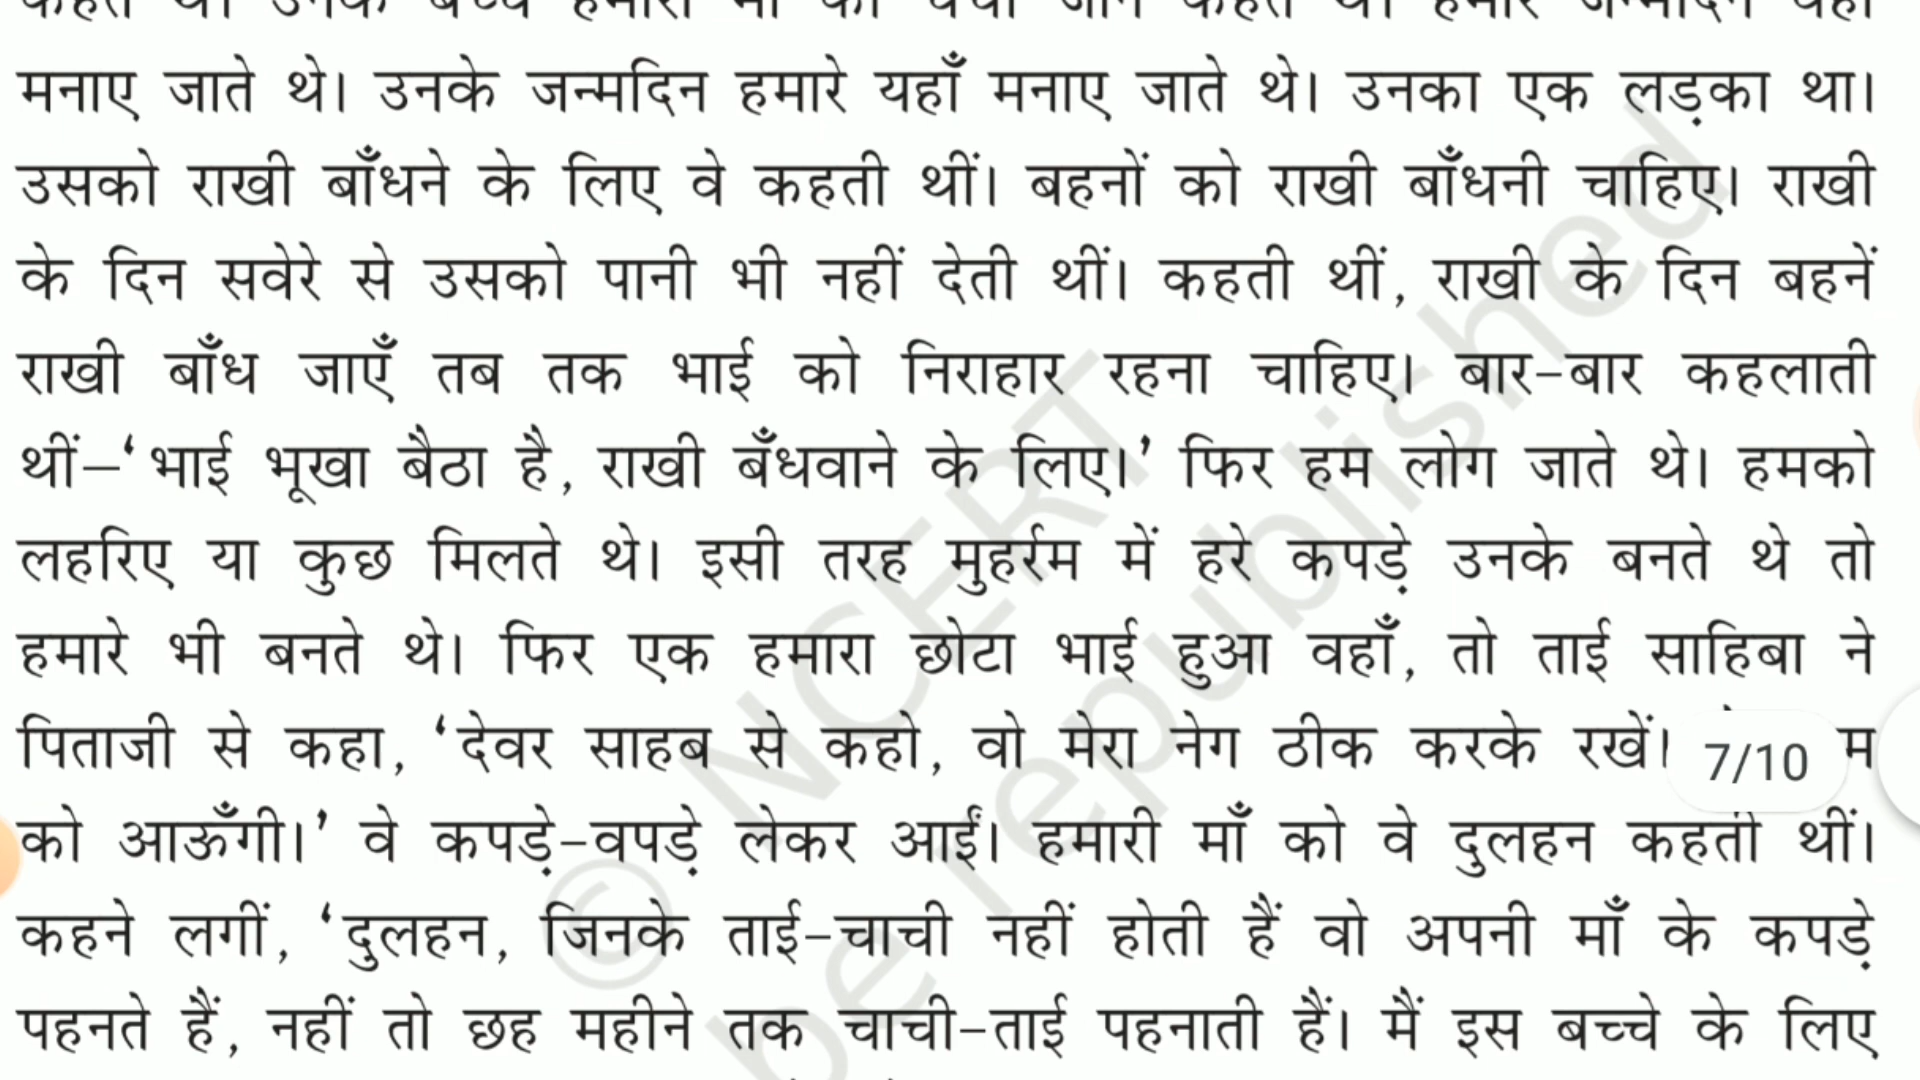 मनाए जाते थे। उनके जन्मदिन हमारे यहाँ मनाए जाते थे। उनका एक लड़का था।
उसको राखी बाँधने के लिए वे कहती थीं। बहनों को राखी बाँधनी चाहिए। राखी
के दिन सवेरे से उसको पानी भी नहीं देती थीं। कहती थीं, राखी के दिन बहनें
राखी बाँध जाएँ तब तक भाई को निराहार रहना चाहिए। बार-बार कहलाती
थीं–‘भाई भूखा बैठा है, राखी बँधवाने के लिए।’ फिर हम लोग जाते थे। हमको
लहरिए या कुछ मिलते थे। इसी तरह मुहर्रम में हरे कपड़े उनके बनते थे तो
हमारे भी बनते थे। फिर एक हमारा छोटा भाई हुआ वहाँ, तो ताई साहिबा ने
पिताजी से कहा, ‘देवर साहब से कहो, वो मेरा नेग ठीक करके रखें। म
7/10
को आऊँगी।’ वे कपड़े-वपड़े लेकर आईं। हमारी माँ को वे दुलहन कहती थीं।
कहने लगीं, ‘दुलहन, जिनके ताई-चाची नहीं होती हैं वो अपनी माँ के कपड़े
पहनते हैं, नहीं तो छह महीने तक चाची-ताई पहनाती हैं। मैं इस बच्चे के लिए
© NCERT
be republished